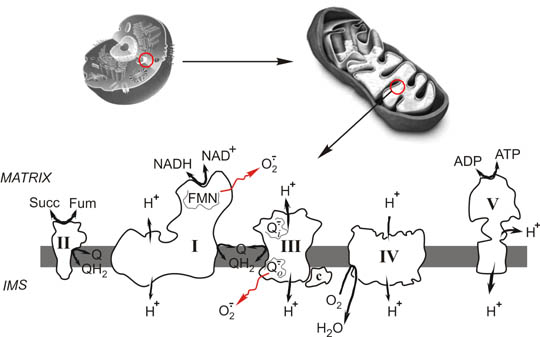 MATRIX
NADH NAD+ O2-
ADP ATP
Succ Fum
H+
FMN
H+
H+
V
II
I
Q-
III
IV
H+
Q
QH2
Q
QH2
Q-
c
IMS
H+
O2-
H+
O2
H2O
H+
H+